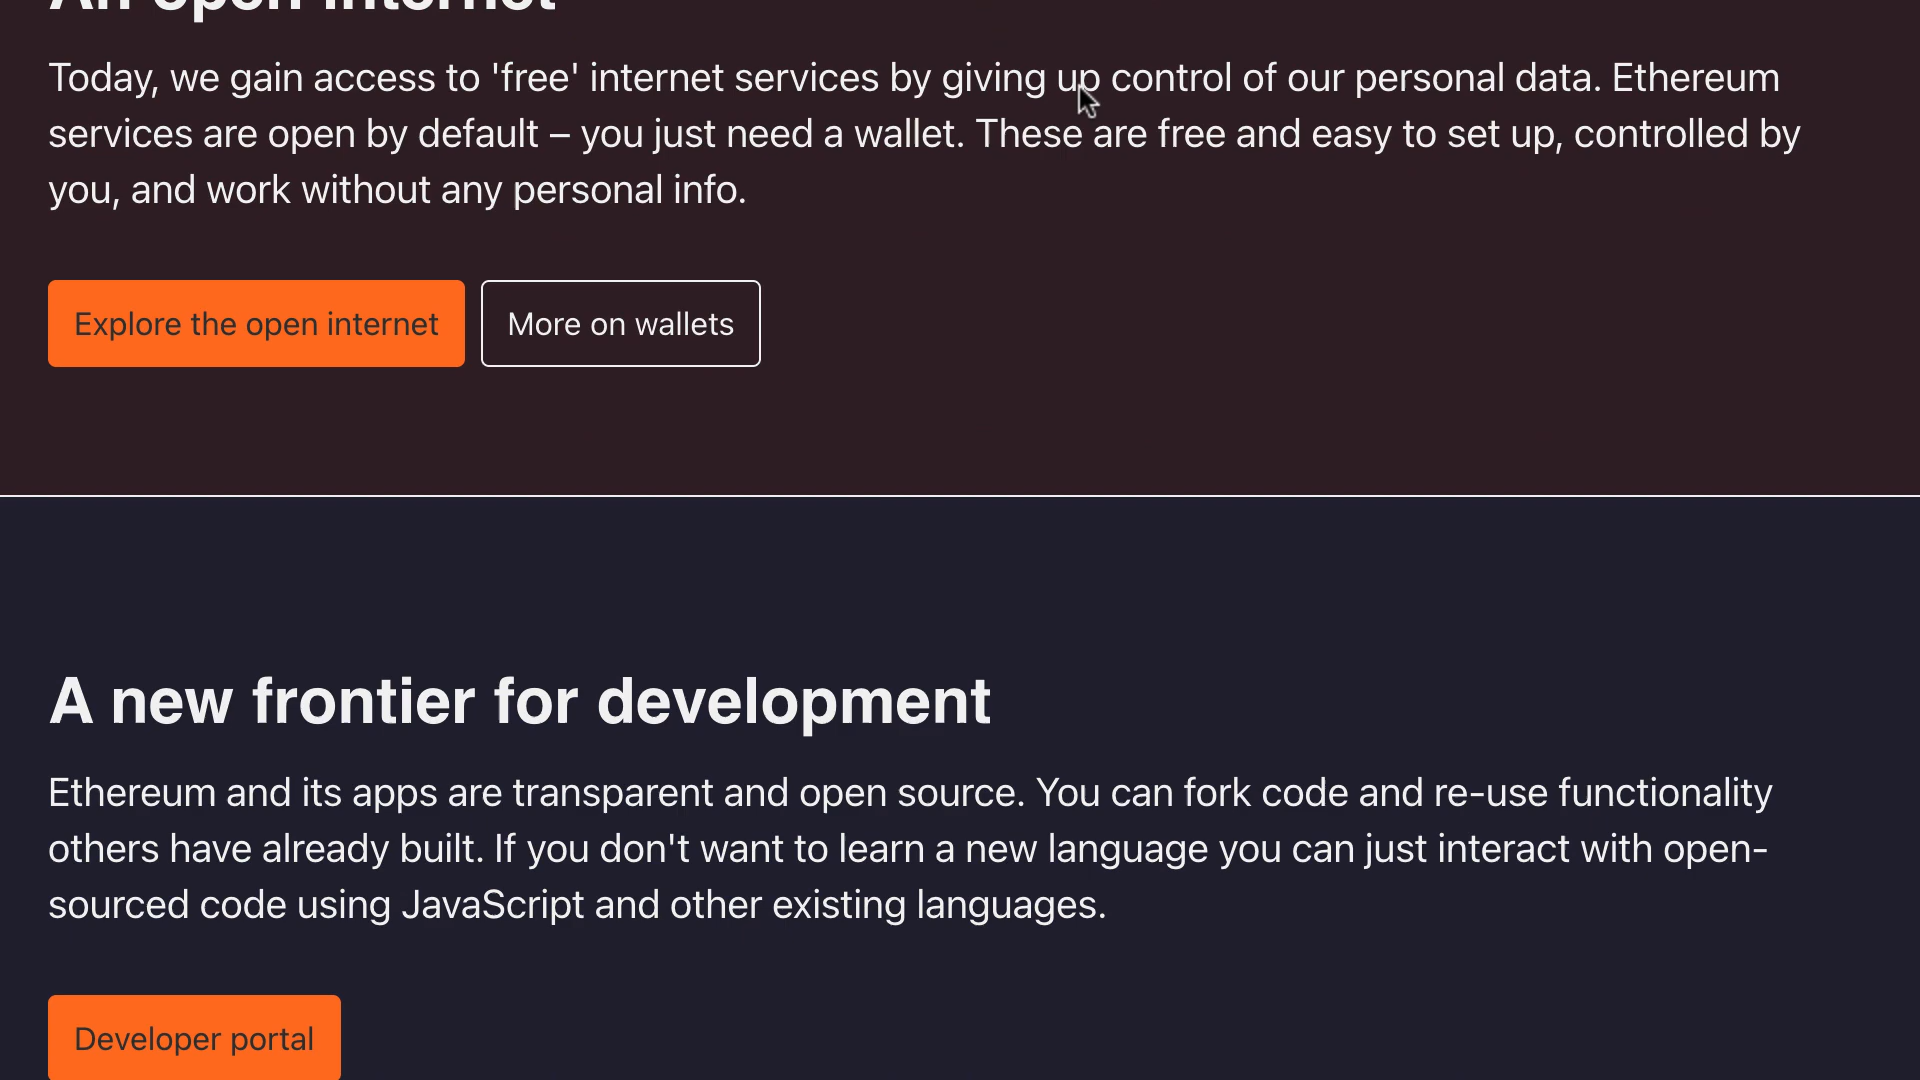 An open internet
Today, we gain access to 'free' internet services by giving up control of our personal data. Ethereum
services are open by default – you just need a wallet. These are free and easy to set up, controlled by
you, and work without any personal info.
Explore the open internet
More on wallets
A new frontier for development
Ethereum and its apps are transparent and open source. You can fork code and re-use functionality
others have already built. If you don't want to learn a new language you can just interact with open-
sourced code using JavaScript and other existing languages.
Developer portal